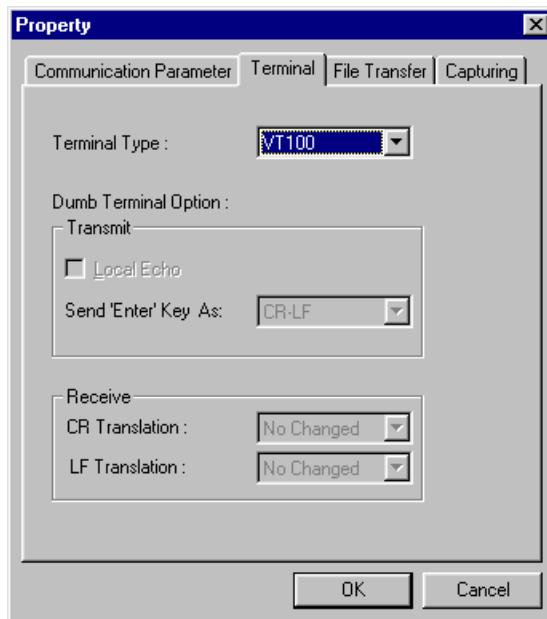 Property
Communication Parameter Terminal File Transfer Capturing
Terminal Type : VT100
Dumb Terminal Option :
Transmit
Local Echo
Send 'Enter' Key As: CR-LF
Receive
CR Translation : No Changed
LF Translation : No Changed
OK Cancel